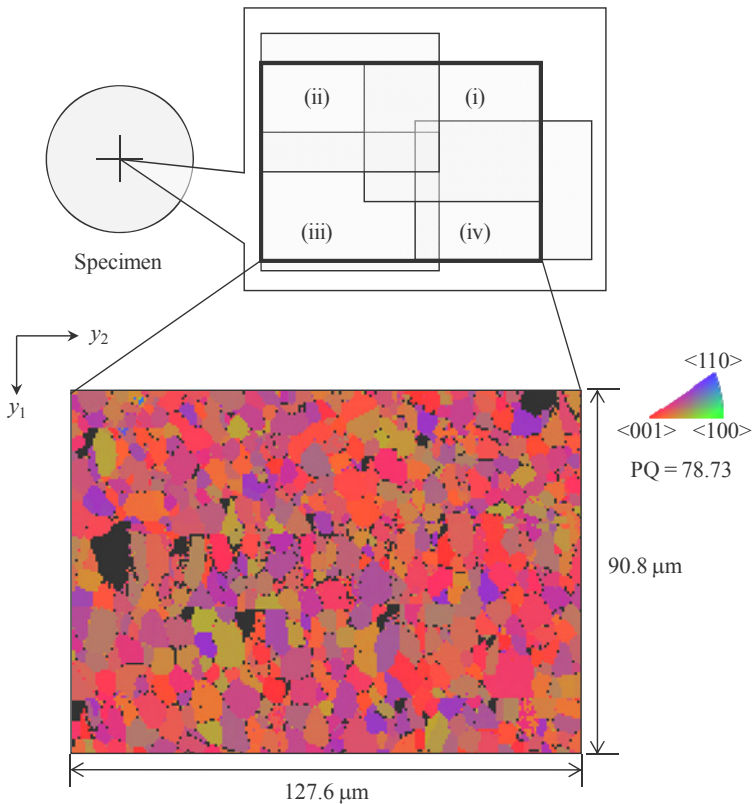 (ii)
(i)
(iii)
(iv)
Specimen
y2
y1
<110>
<001>
<100>
PQ = 78.73
90.8 μm
127.6 μm